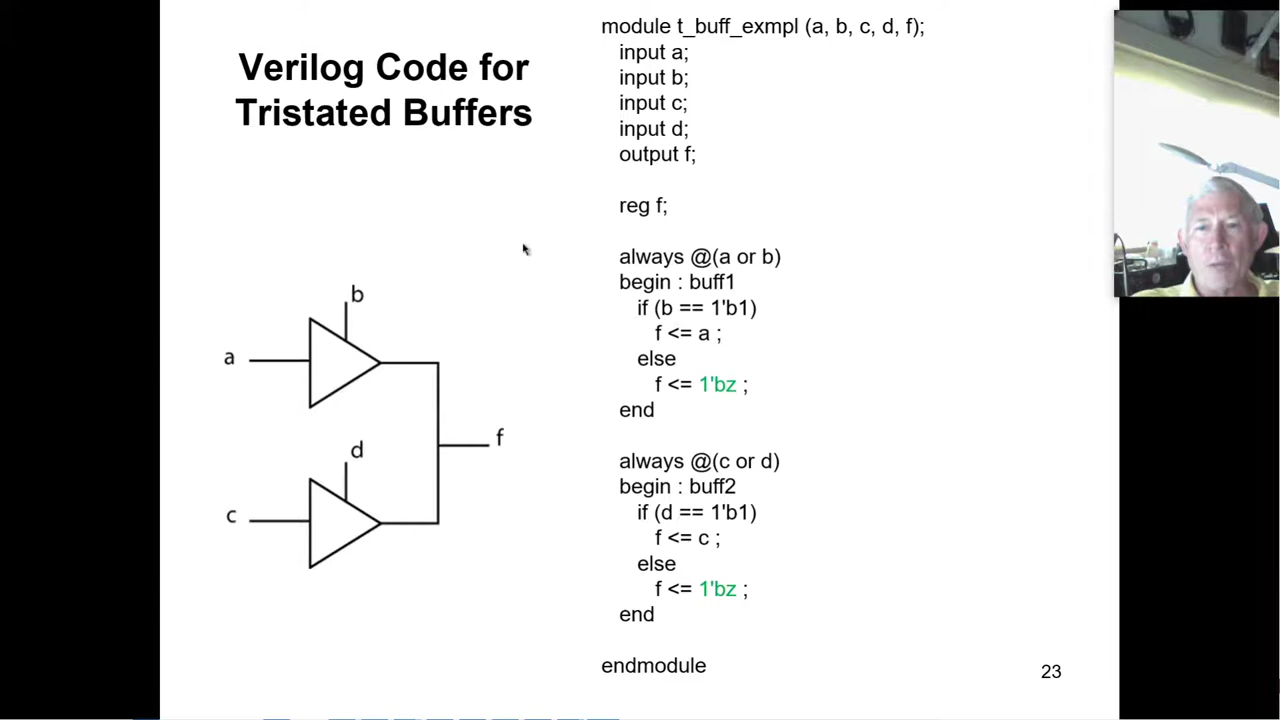 Verilog Code for
Tristated Buffers
module t_buff_exmpl (a, b, c, d, f);
input a;
input b;
input c;
input d;
output f;
reg f;
always @(a or b)
begin : buff1
if (b == 1'b1)
f <= a ;
else
f <= 1'bz ;
end
always @(c or d)
begin : buff2
if (d == 1'b1)
f <= c ;
else
f <= 1'bz ;
end
endmodule
b
a
d
f
c
23